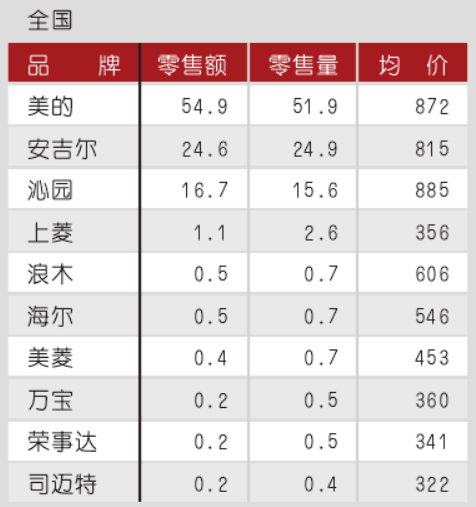 全国
品 牌 零售额 零售量 均 价
美的 54.9 51.9 872
安吉尔 24.6 24.9 815
沁园 16.7 15.6 885
上菱 1.1 2.6 356
浪木 0.5 0.7 606
海尔 0.5 0.7 546
美菱 0.4 0.7 453
万宝 0.2 0.5 360
荣事达 0.2 0.5 341
司迈特 0.2 0.4 322